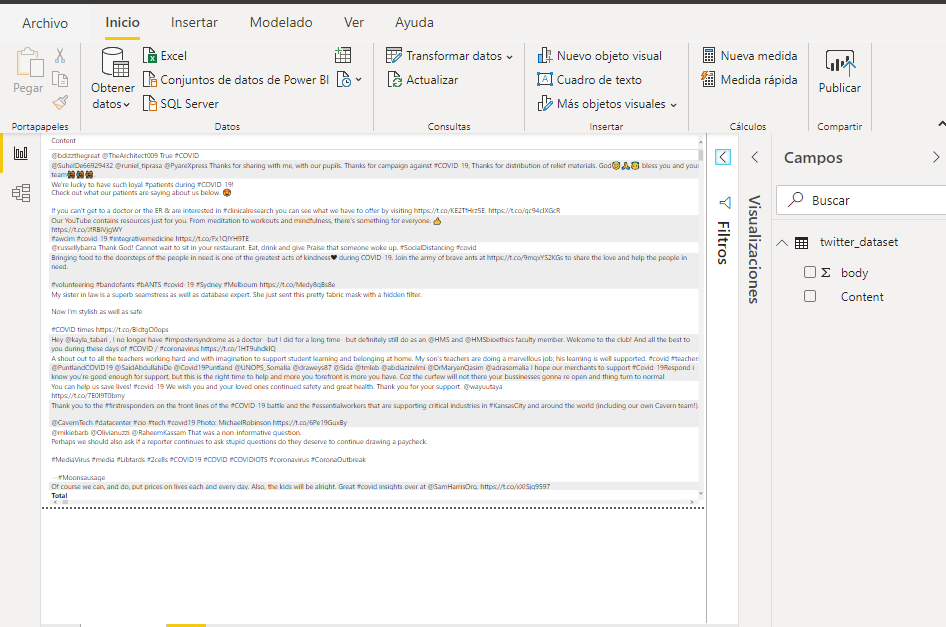 Archivo Inicio Insertar Modelado Ver Ayuda
Pegar
Portapapeles
Obtener datos
Excel
Conjuntos de datos de Power BI
SQL Server
Datos
Transformar datos
Actualizar
Consultas
Nuevo objeto visual
Cuadro de texto
Más objetos visuales
Insertar
Nueva medida
Medida rápida
Cálculos
Publicar
Compartir
Content
@bdizzthegreat @TheArchitect009 True #COVID
@SuhelDe66929432 @runiel_tiprasa @PyareXpress Thanks for sharing with me, with our pupils. Thanks for campaign against #COVID-19, Thanks for distribution of relief materials. God😇🙏😇 bless you and your
team
We're lucky to have such loyal #patients during #COVID-19!
Check out what our patients are saying about us below.
If you can't get to a doctor or the ER & are interested in #clinicalresearch you can see what we have to offer by visiting https://t.co/KE2TfHrz5E. https://t.co/qc94clXGcR
Our YouTube contains resources just for you. From meditation to workouts and mindfulness, there's something for everyone. 👍
https://t.co/JfRBiVjgWY
#awcim #covid-19 #integrativemedicine https://t.co/Fx1QJYH9TE
@russellybarra Thank God! Cannot wait to sit in your restaurant. Eat, drink and give Praise that someone woke up. #SocialDistancing #covid
Bringing food to the doorsteps of the people in need is one of the greatest acts of kindness♥ during COVID-19. Join the army of brave ants at https://t.co/9mqxYS2KGs to share the love and help the people in
need.
#volunteering #bandofants #bANTS #covid-19 #Sydney #Melbourn https://t.co/Medy8qBs8e
My sister in law is a superb seamstress as well as database expert. She just sent this pretty fabric mask with a hidden filter.
Now I'm stylish as well as safe
#COVID times https://t.co/BldtgO0ops
Hey @kayla_tabari , I no longer have #impostersyndrome as a doctor - but I did for a long time - but definitely still do as an @HMS and @HMSbioethics faculty member. Welcome to the club! And all the best to
you during these days of #COVID / #coronavirus https://t.co/1HT9uhdkIQ
A shout out to all the teachers working hard and with imagination to support student learning and belonging at home. My son's teachers are doing a marvellous job; his learning is well supported. #covid #teachers
@PuntlandCOVID19 @SaidAbdullahiDe @Covid19Puntland @UNOPS_Somalia @draweys87 @Sida @tmleb @abdiazizelmi @DrMaryanQasim @adrasomalia I hope our merchants to support #Covid-19Respond i
know you're good enough for support, but this is the right time to help and more you forefront is more you have. Coz the curfew will not there your bussinesses gonna re open and thing turn to normal
You can help us save lives! #covid-19 We wish you and your loved ones continued safety and great health. Thank you for your support. @wayuutaya
https://t.co/7E0l9T0bmy
Thank you to the #firstresponders on the front lines of the #COVID-19 battle and the #essentialworkers that are supporting critical industries in #KansasCity and around the world (including our own Cavern team!).
@CavernTech #datacenter #cio #tech #covid19 Photo: MichaelRobinson https://t.co/6Pe19GuxBy
@mikiebarb @Olivianuzzi @RaheemKassam That was a non-informative question.
Perhaps we should also ask if a reporter continues to ask stupid questions do they deserve to continue drawing a paycheck.
#MediaVirus #media #Libtards #2cells #COVID19 #COVID #COVIDIOTS #coronavirus #CoronaOutbreak
--#Moonsausage
Of course we can, and do, put prices on lives each and every day. Also, the kids will be alright. Great #covid insights over at @SamHarrisOrg. https://t.co/xXISjq9597
Total
Filtros
Visualizaciones
Campos
Buscar
twitter_dataset
Σ body
Content